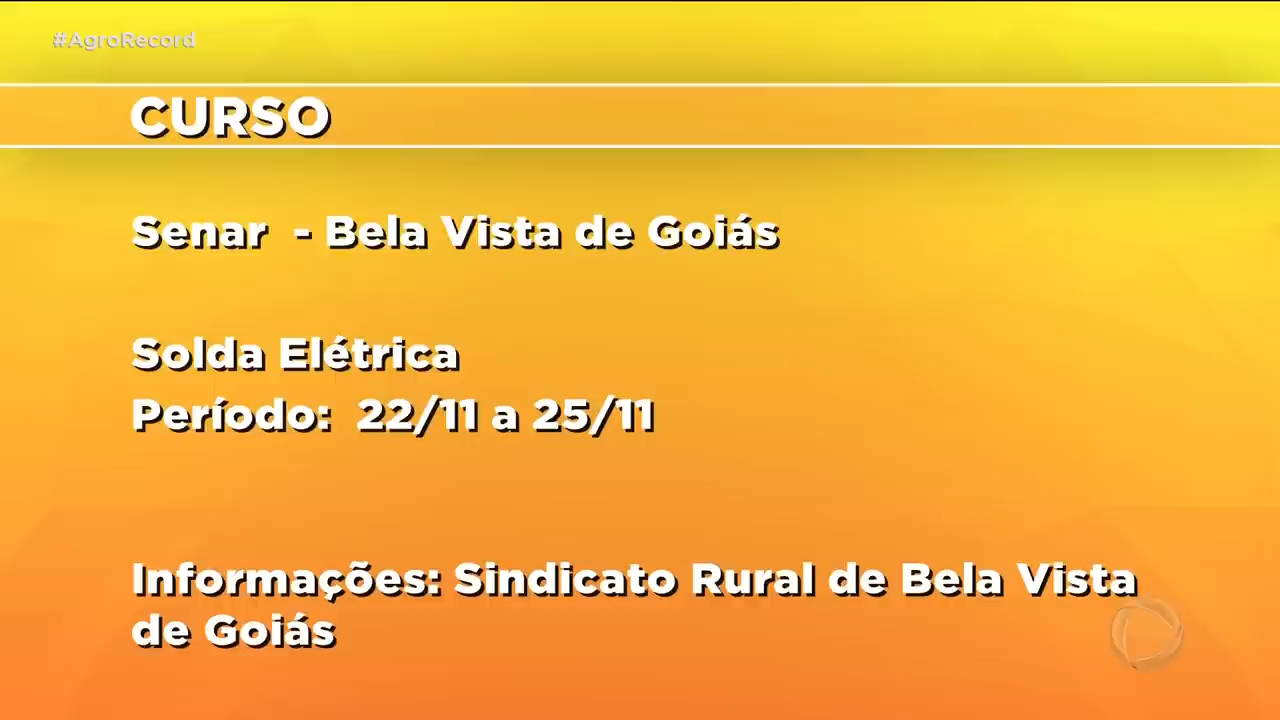 #AgroRecord
CURSO
Senar - Bela Vista de Goiás
Solda Elétrica
Período: 22/11 a 25/11
Informações: Sindicato Rural de Bela Vista
de Goiás